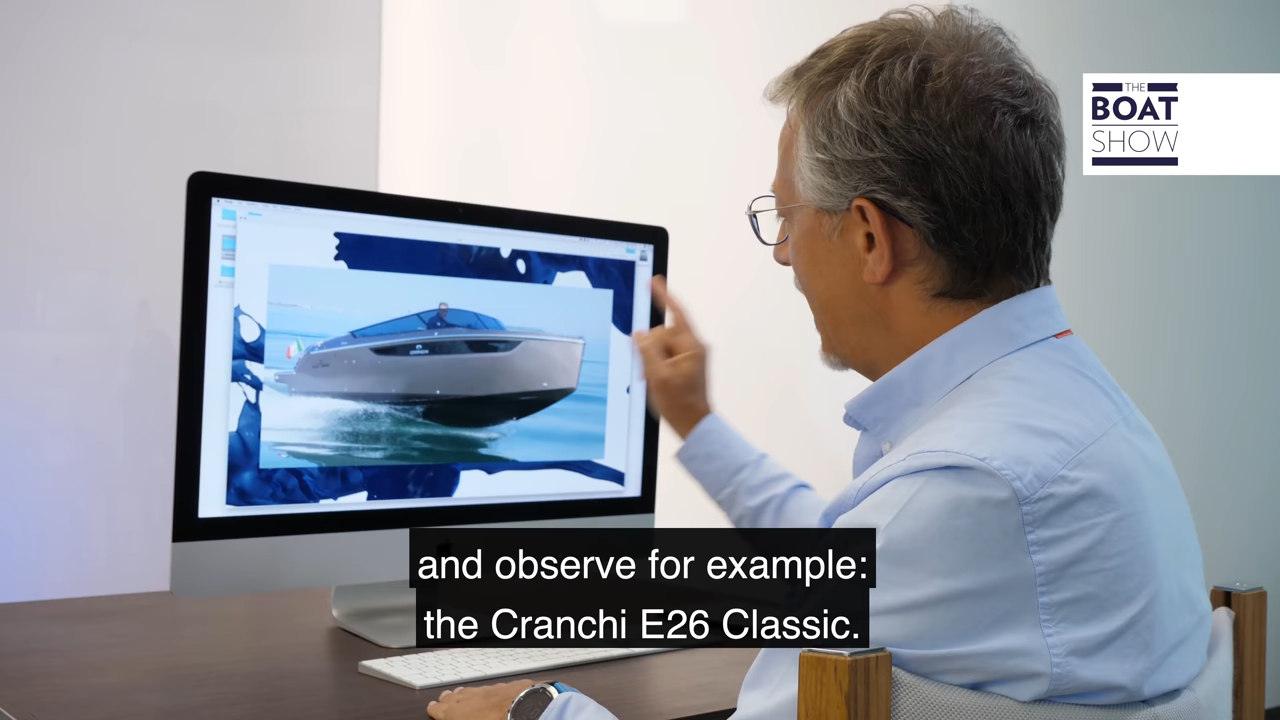 THE
BOAT
SHOW
and observe for example:
the Cranchi E26 Classic.